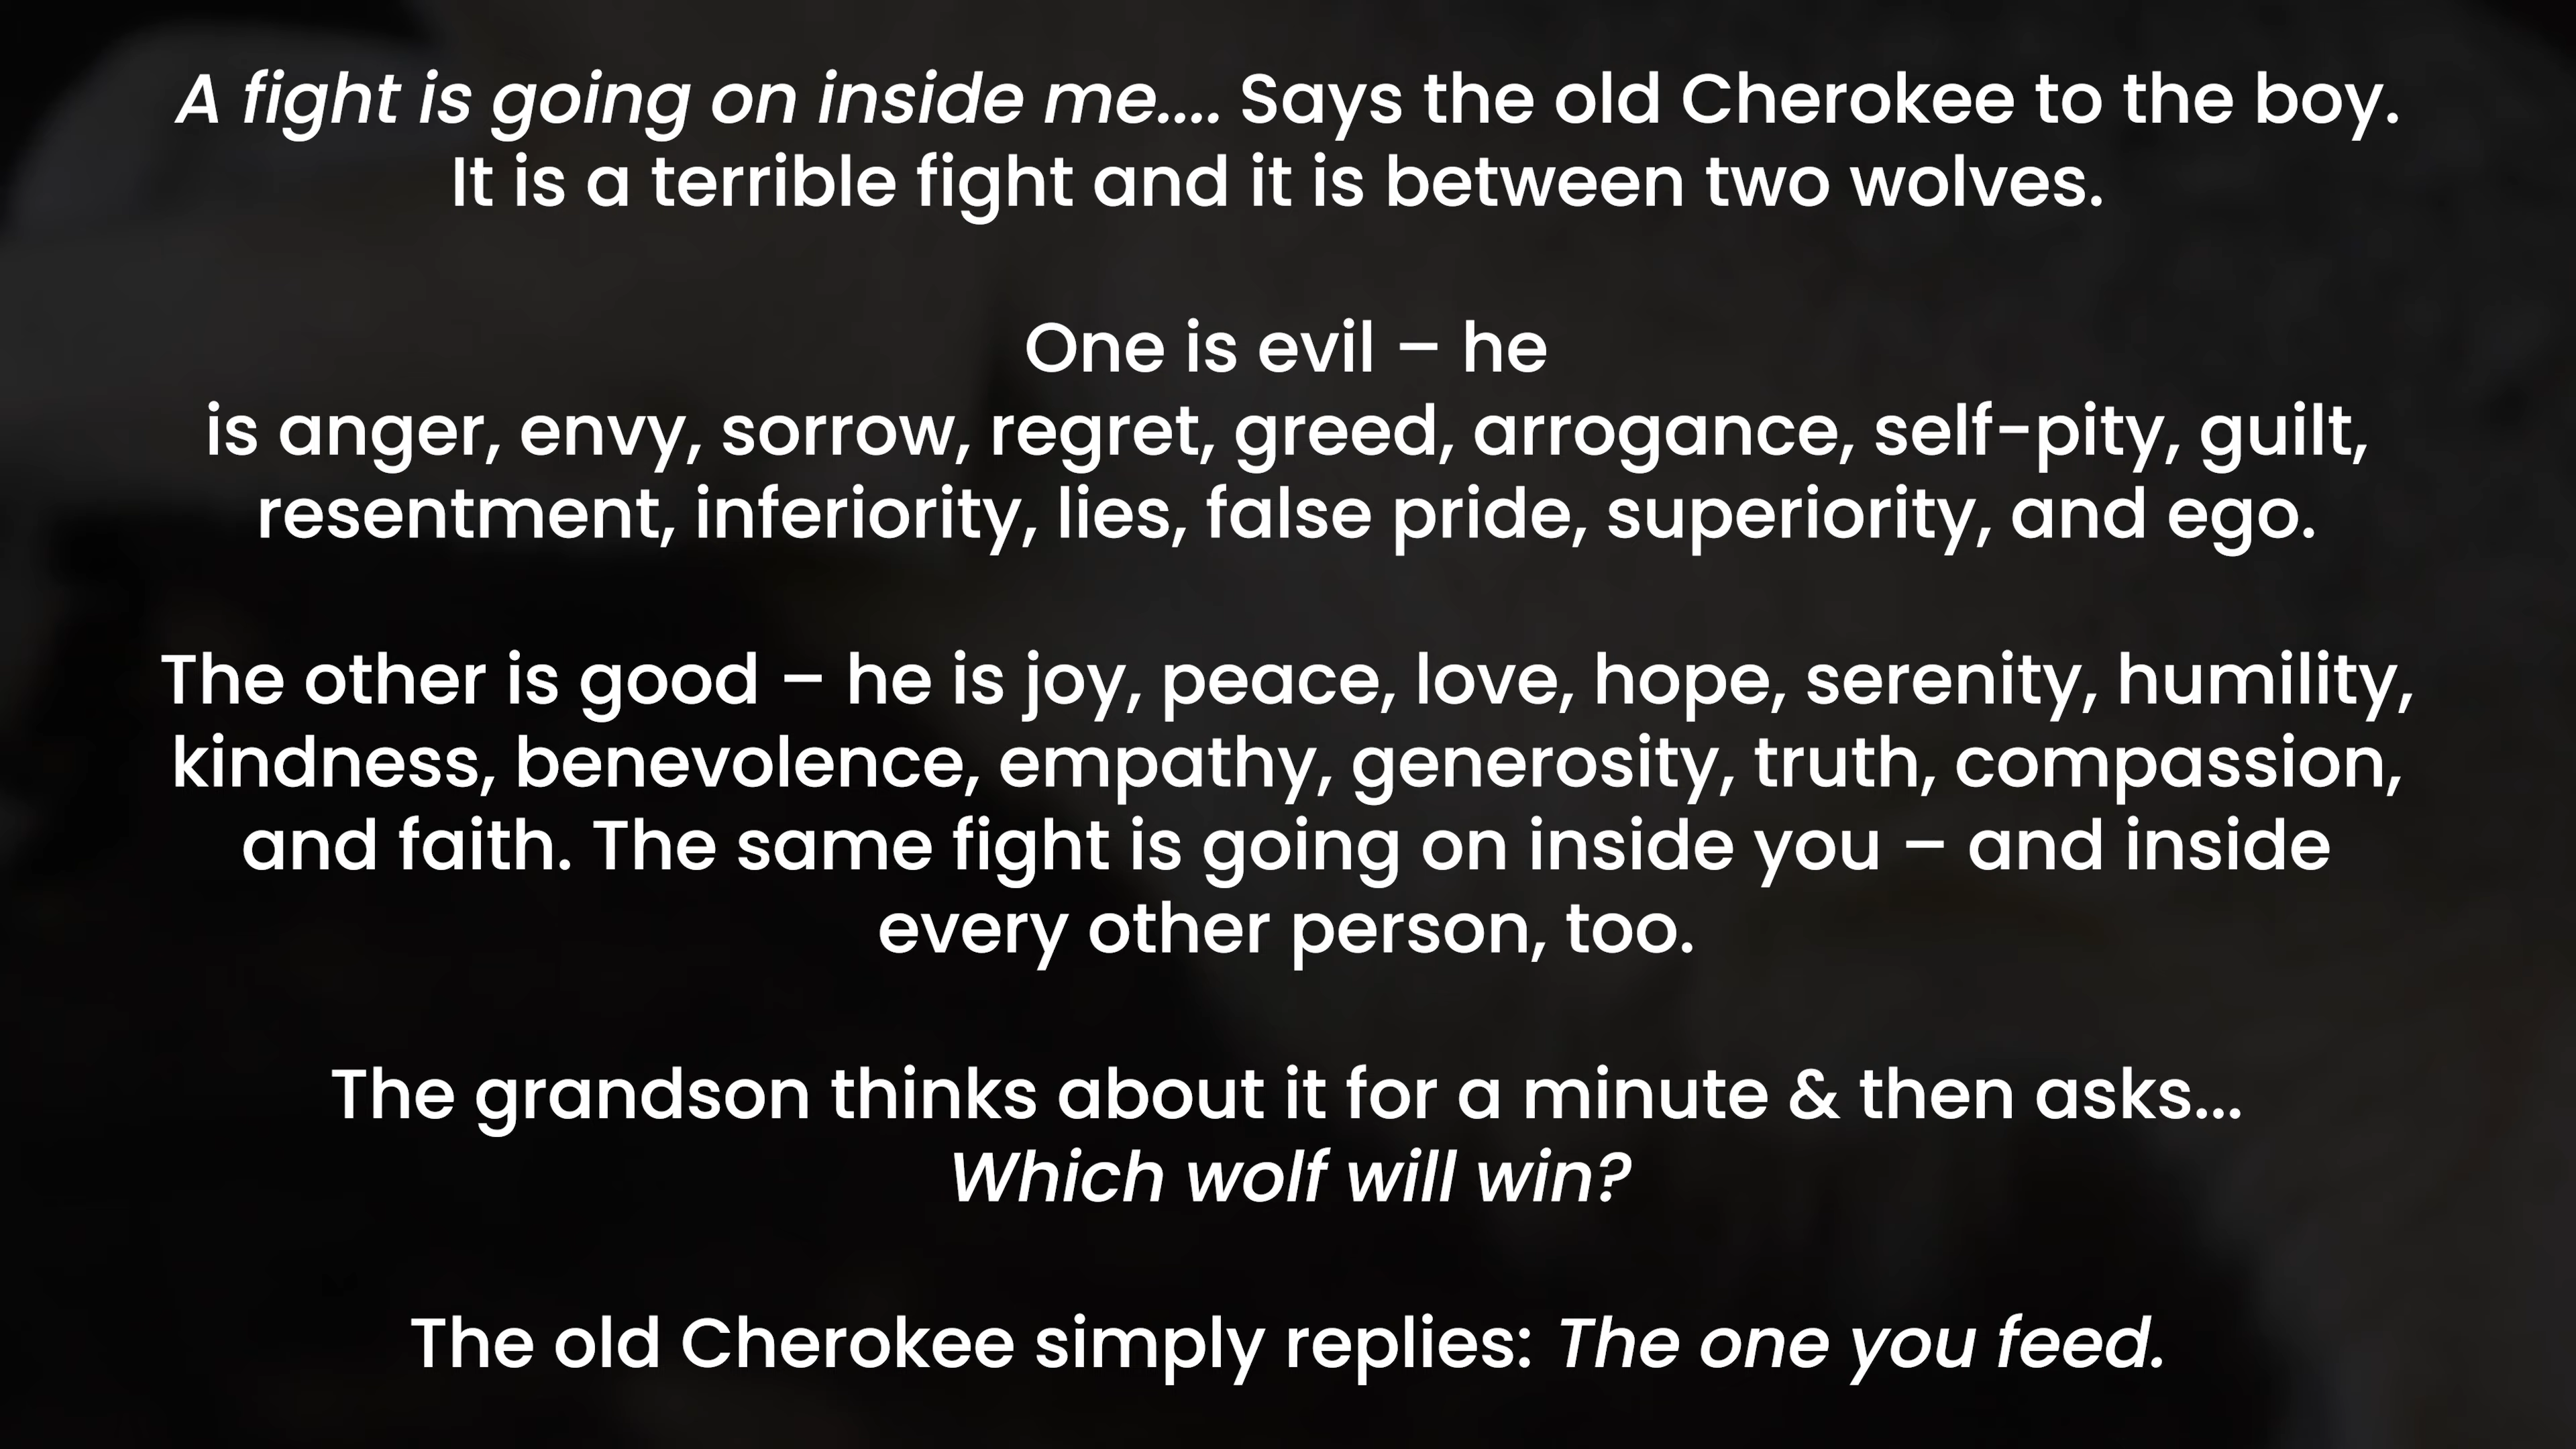 A fight is going on inside me.... Says the old Cherokee to the boy.
It is a terrible fight and it is between two wolves.
One is evil – he
is anger, envy, sorrow, regret, greed, arrogance, self-pity, guilt,
resentment, inferiority, lies, false pride, superiority, and ego.
The other is good – he is joy, peace, love, hope, serenity, humility,
kindness, benevolence, empathy, generosity, truth, compassion,
and faith. The same fight is going on inside you – and inside
every other person, too.
The grandson thinks about it for a minute & then asks...
Which wolf will win?
The old Cherokee simply replies: The one you feed.